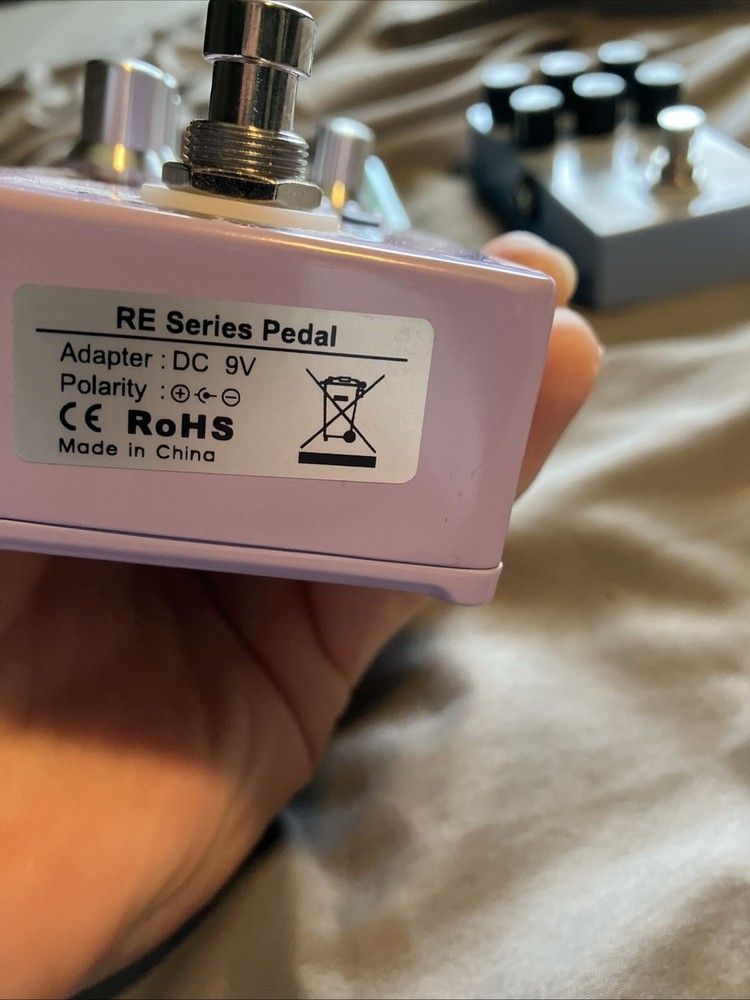 RE Series Pedal
Adapter : DC 9V
Polarity :
CE RoHS
Made in China